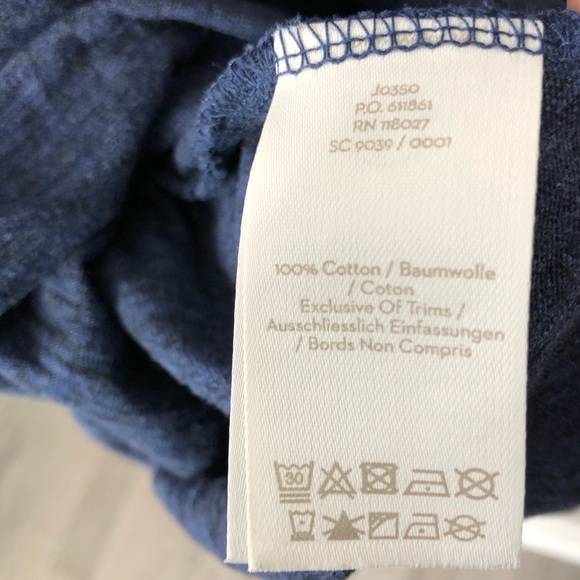 J0350
P.O. 611861
RN 118027
SC 9039 / 0001
100% Cotton / Baumwolle
/ Coton
Exclusive Of Trims /
Ausschliesslich Einfassungen
/ Bords Non Compris
30